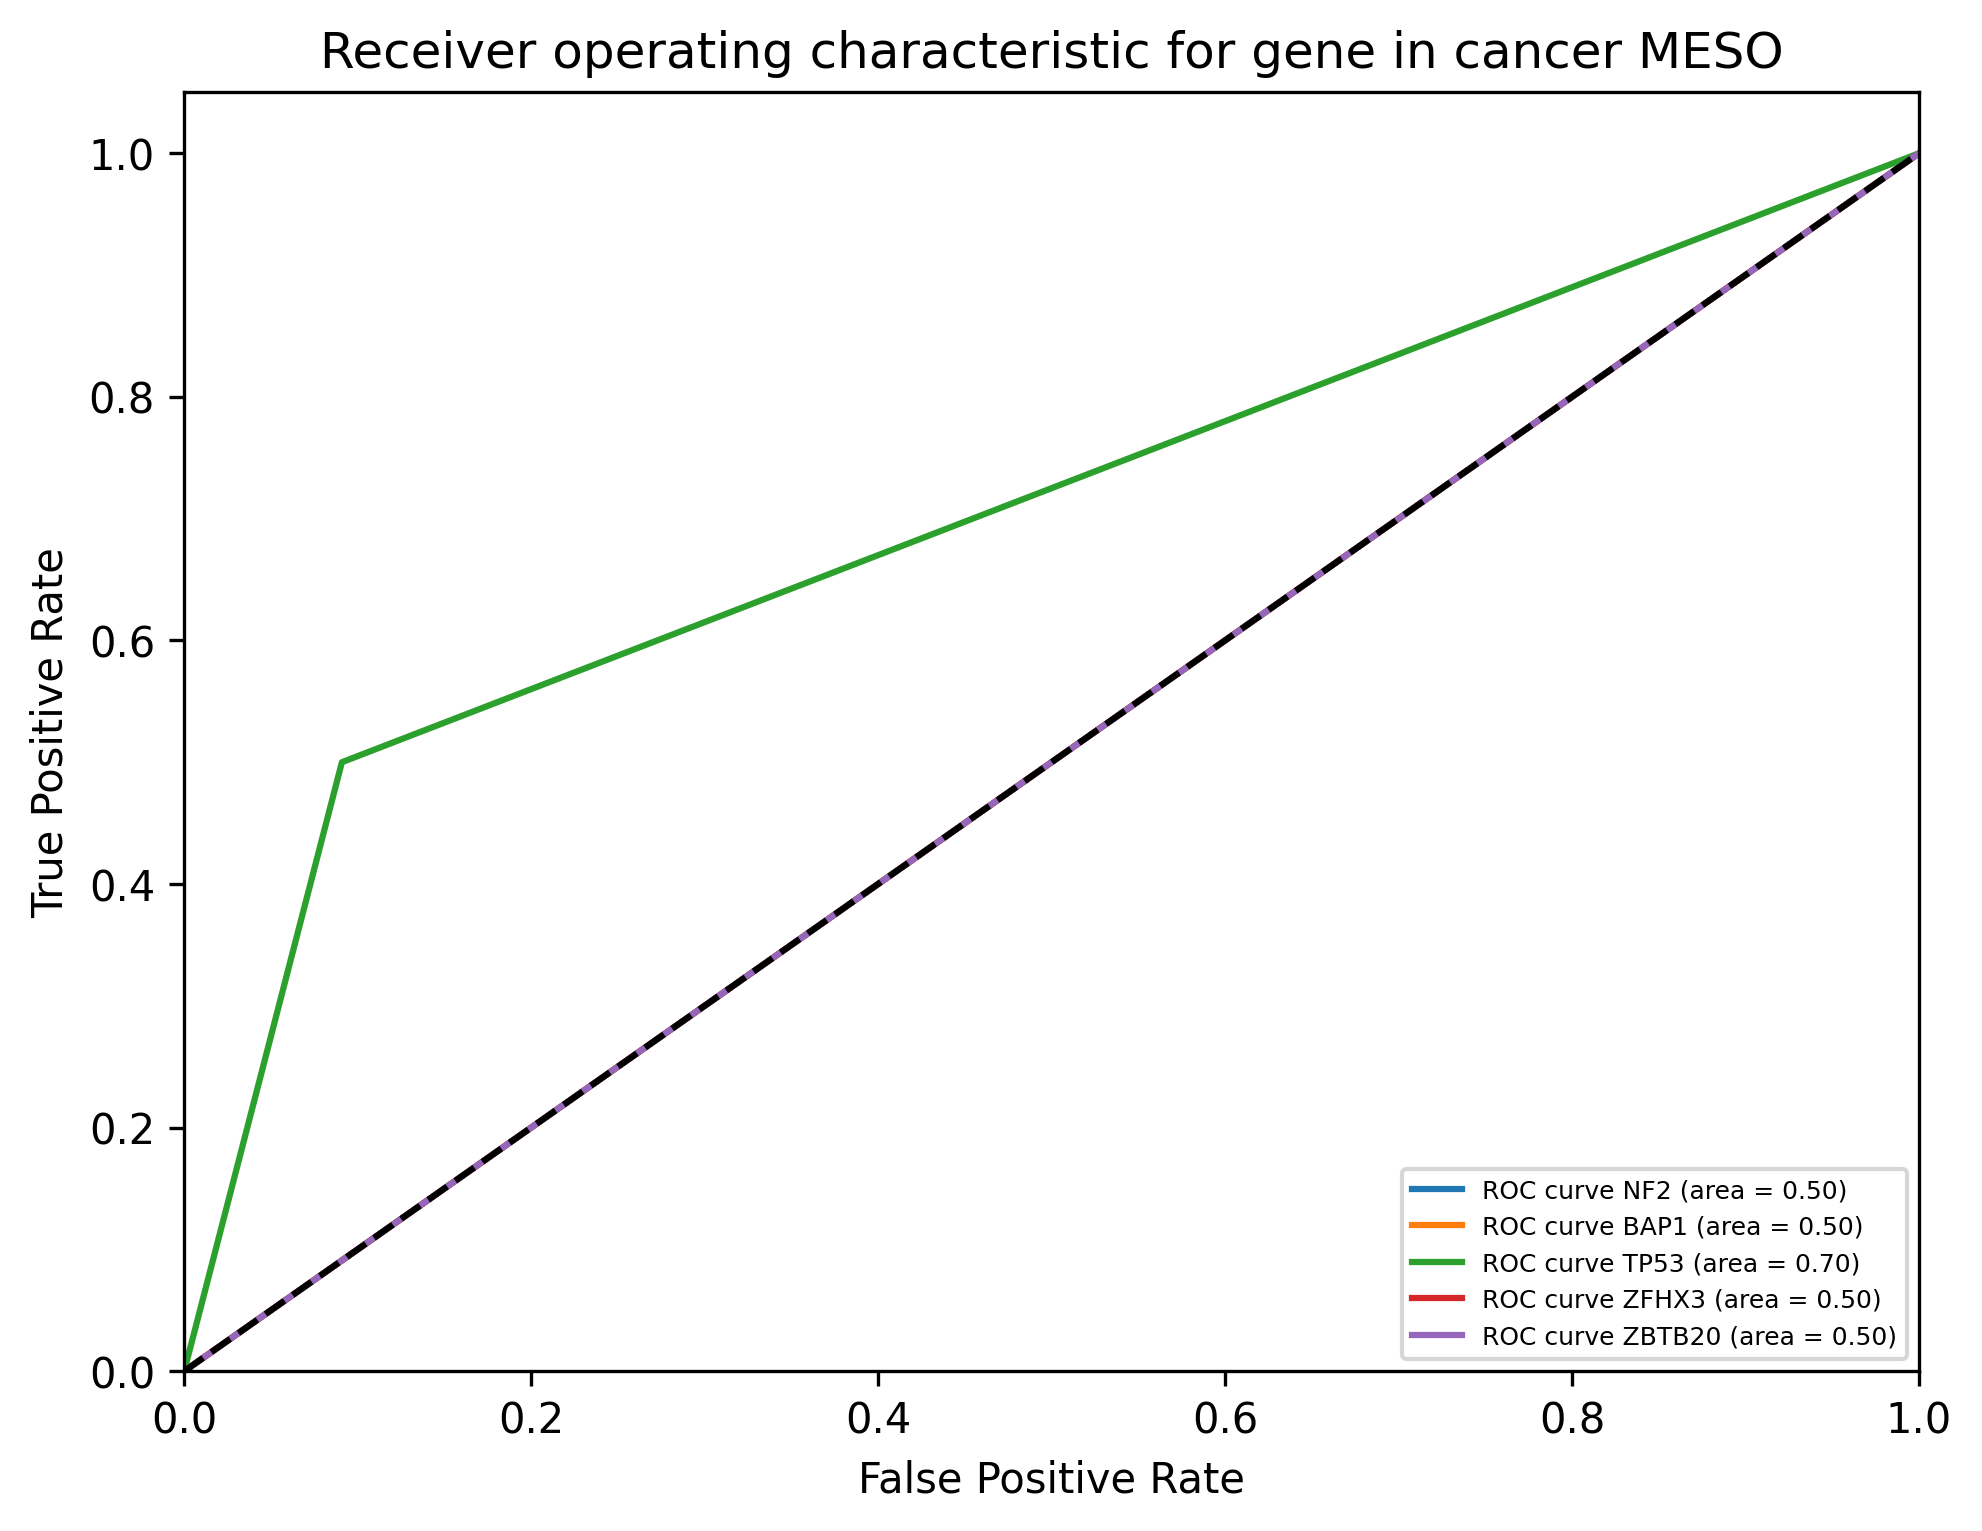 Receiver operating characteristic for gene in cancer MESO
1.0
0.8
0.6
0.4
0.2
0.0
True Positive Rate
ROC curve NF2 (area = 0.50)
ROC curve BAP1 (area = 0.50)
ROC curve TP53 (area = 0.70)
ROC curve ZFHX3 (area = 0.50)
ROC curve ZBTB20 (area = 0.50)
0.0 0.2 0.4 0.6 0.8 1.0
False Positive Rate